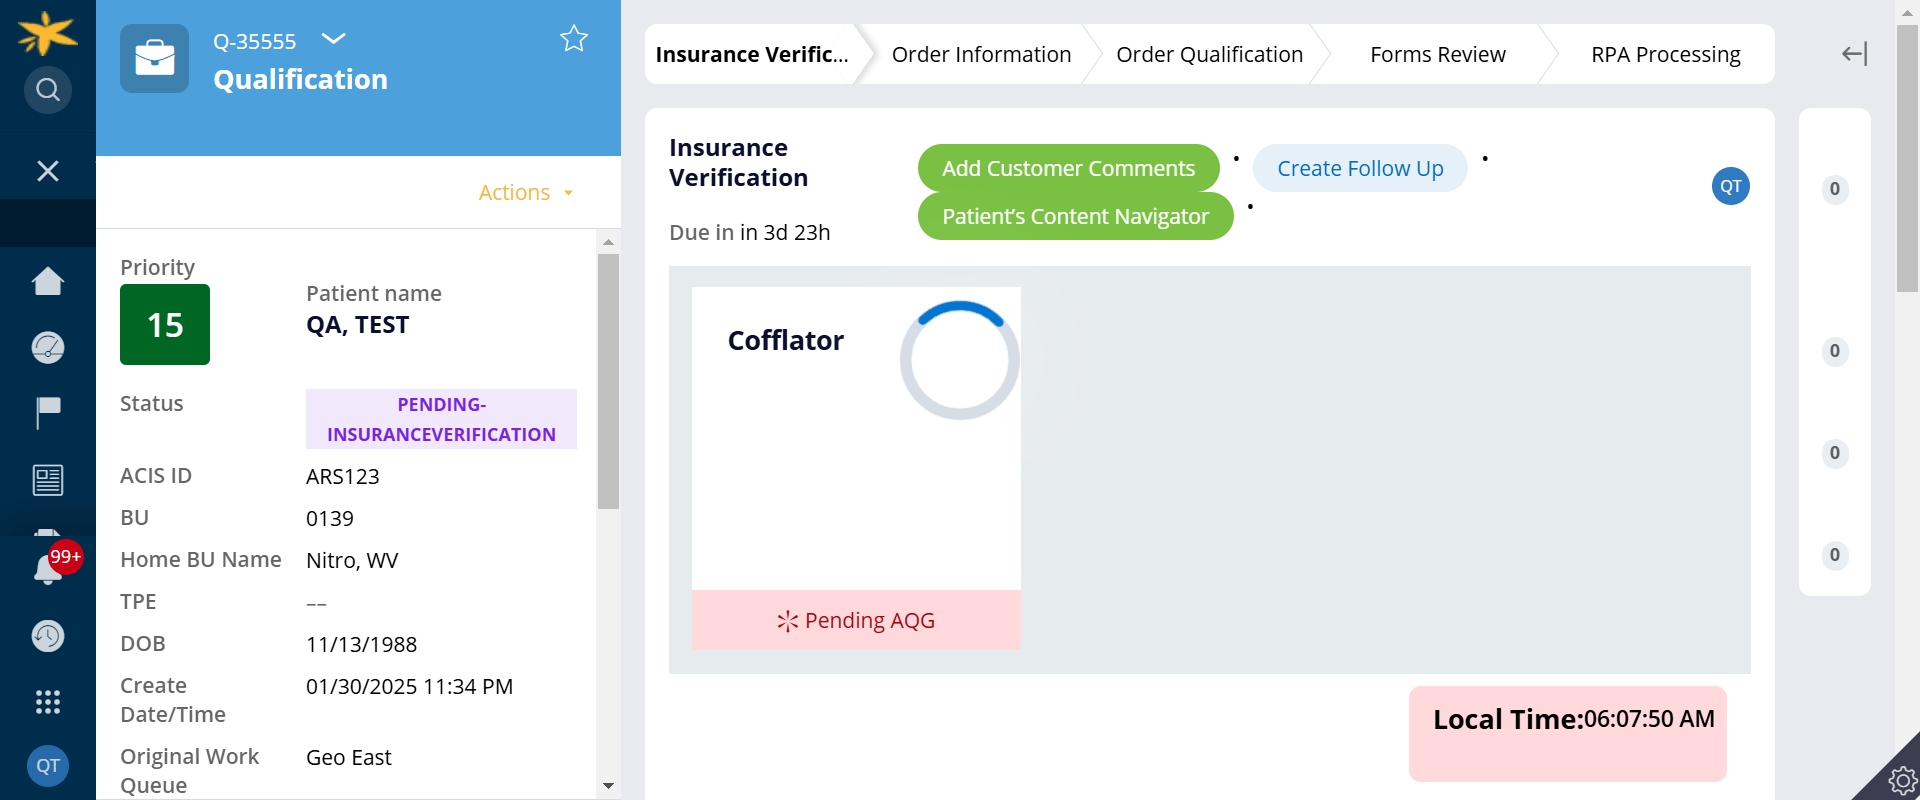 Q-35555
Qualification
Actions
Priority
15
Patient name
QA, TEST
Status
PENDING-
INSURANCEVERIFICATION
ACIS ID
ARS123
BU
0139
Home BU Name
Nitro, WV
TPE
––
DOB
11/13/1988
Create
Date/Time
01/30/2025 11:34 PM
Original Work
Queue
Geo East
99+
QT
Insurance Verific...
Order Information
Order Qualification
Forms Review
RPA Processing
Insurance
Verification
Due in in 3d 23h
Add Customer Comments
Create Follow Up
Patient’s Content Navigator
QT
Cofflator
Pending AQG
Local Time:06:07:50 AM
0
0
0
0